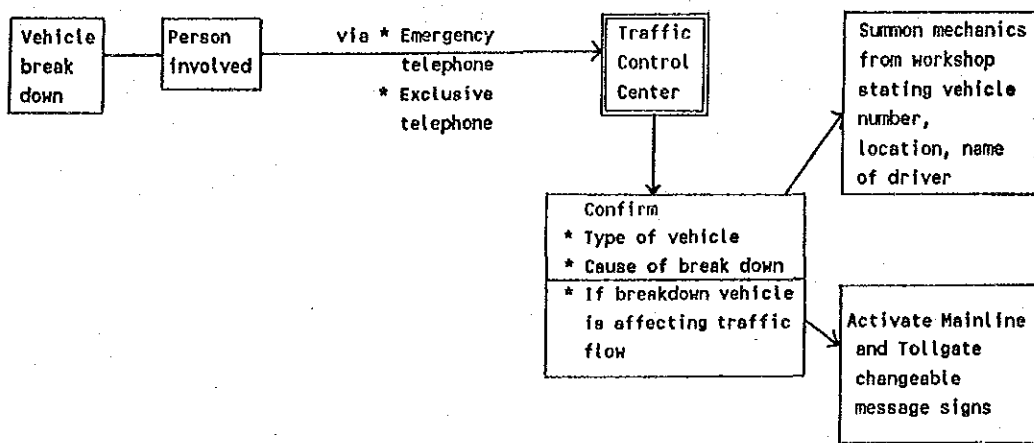 Vehicle
break
down
Person
involved
via * Emergency
telephone
* Exclusive
telephone
Traffic
Control
Center
Summon mechanics
from workshop
stating vehicle
number,
location, name
of driver
Confirm
* Type of vehicle
* Cause of break down
* If breakdown vehicle
is affecting traffic
flow
Activate Mainline
and Tollgate
changeable
message signs